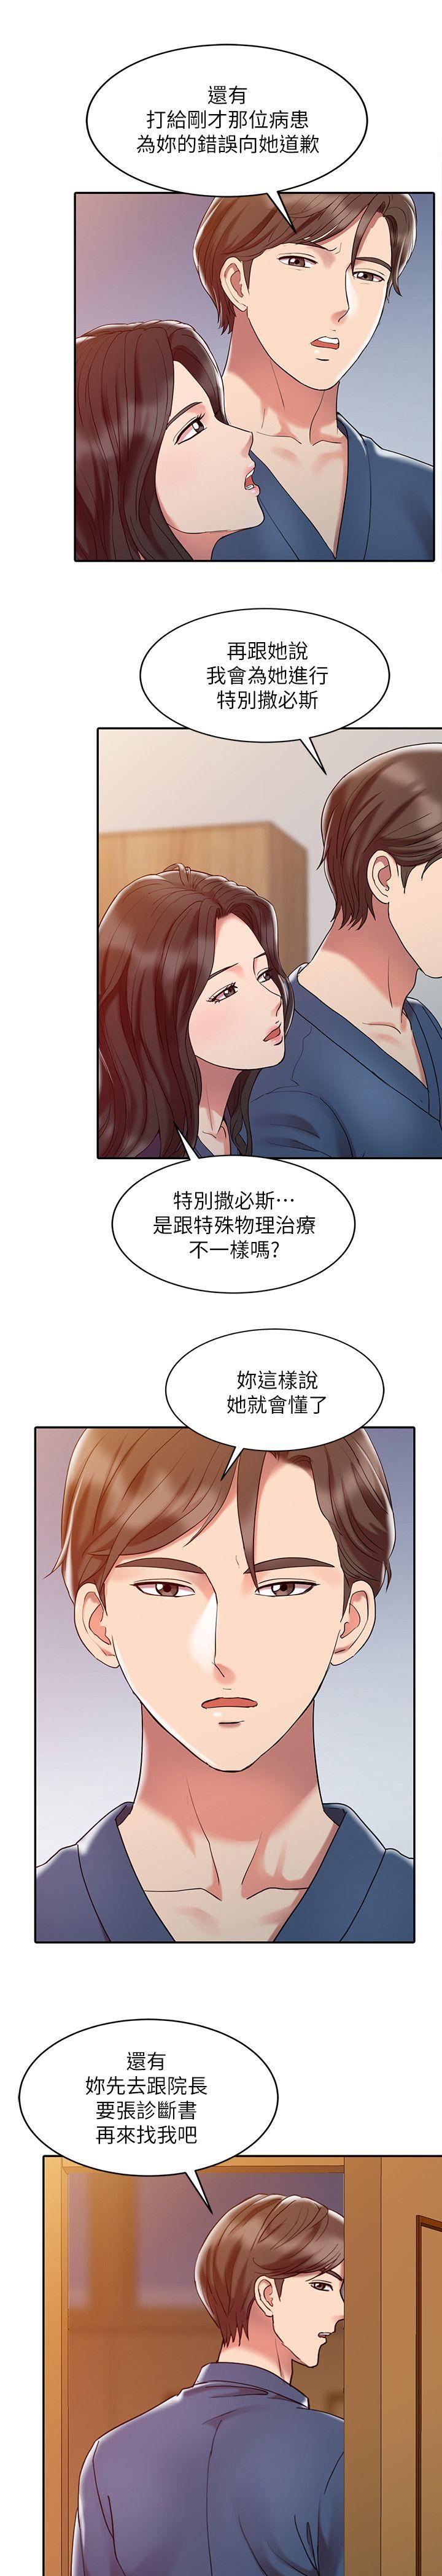 還有
打給剛才那位病患
為妳的錯誤向她道歉
再跟她說
我會為她進行
特別撒必斯
特別撒必斯…
是跟特殊物理治療
不一樣嗎?
妳這樣說
她就會懂了
還有
妳先去跟院長
要張診斷書
再來找我吧